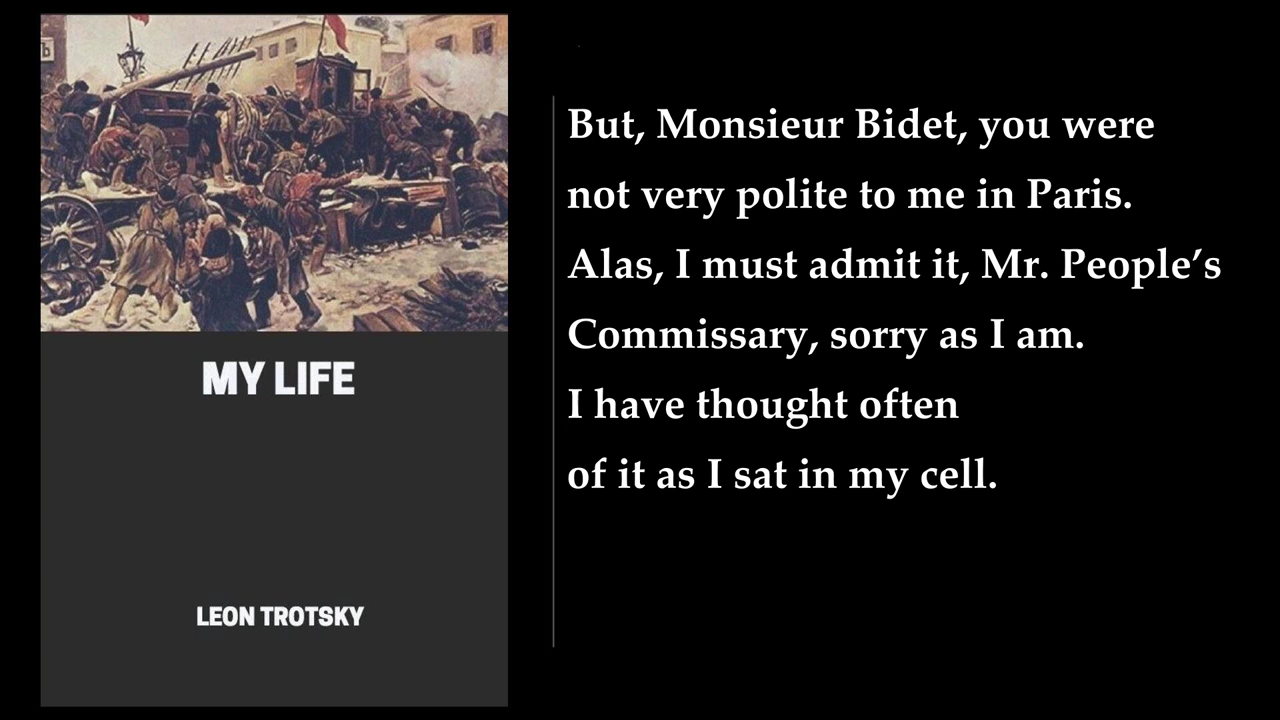 Ъ
MY LIFE
LEON TROTSKY
But, Monsieur Bidet, you were
not very polite to me in Paris.
Alas, I must admit it, Mr. People’s
Commissary, sorry as I am.
I have thought often
of it as I sat in my cell.